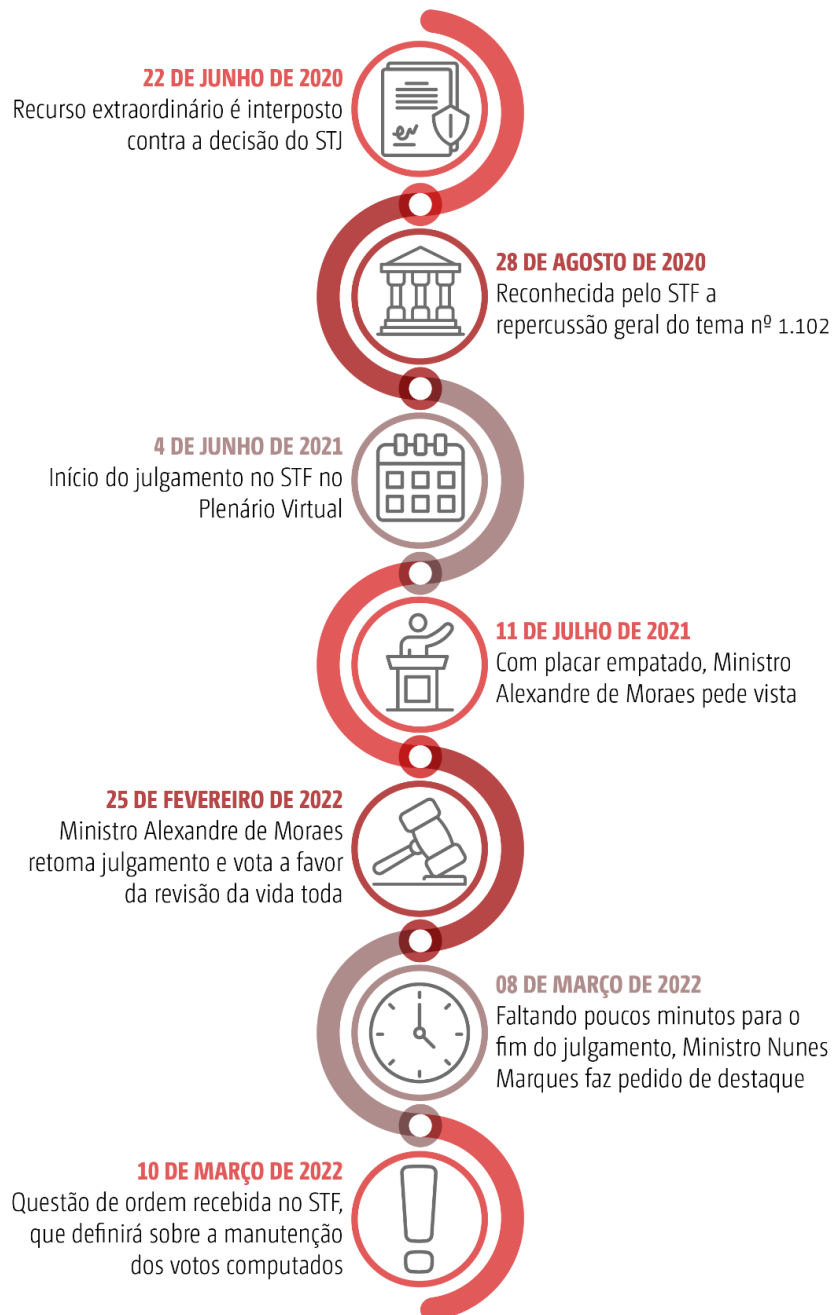 22 DE JUNHO DE 2020
Recurso extraordinário é interposto
contra a decisão do STJ
28 DE AGOSTO DE 2020
Reconhecida pelo STF a
repercussão geral do tema nº 1.102
4 DE JUNHO DE 2021
Início do julgamento no STF no
Plenário Virtual
11 DE JULHO DE 2021
Com placar empatado, Ministro
Alexandre de Moraes pede vista
25 DE FEVEREIRO DE 2022
Ministro Alexandre de Moraes
retoma julgamento e vota a favor
da revisão da vida toda
08 DE MARÇO DE 2022
Faltando poucos minutos para o
fim do julgamento, Ministro Nunes
Marques faz pedido de destaque
10 DE MARÇO DE 2022
Questão de ordem recebida no STF,
que definirá sobre a manutenção
dos votos computados